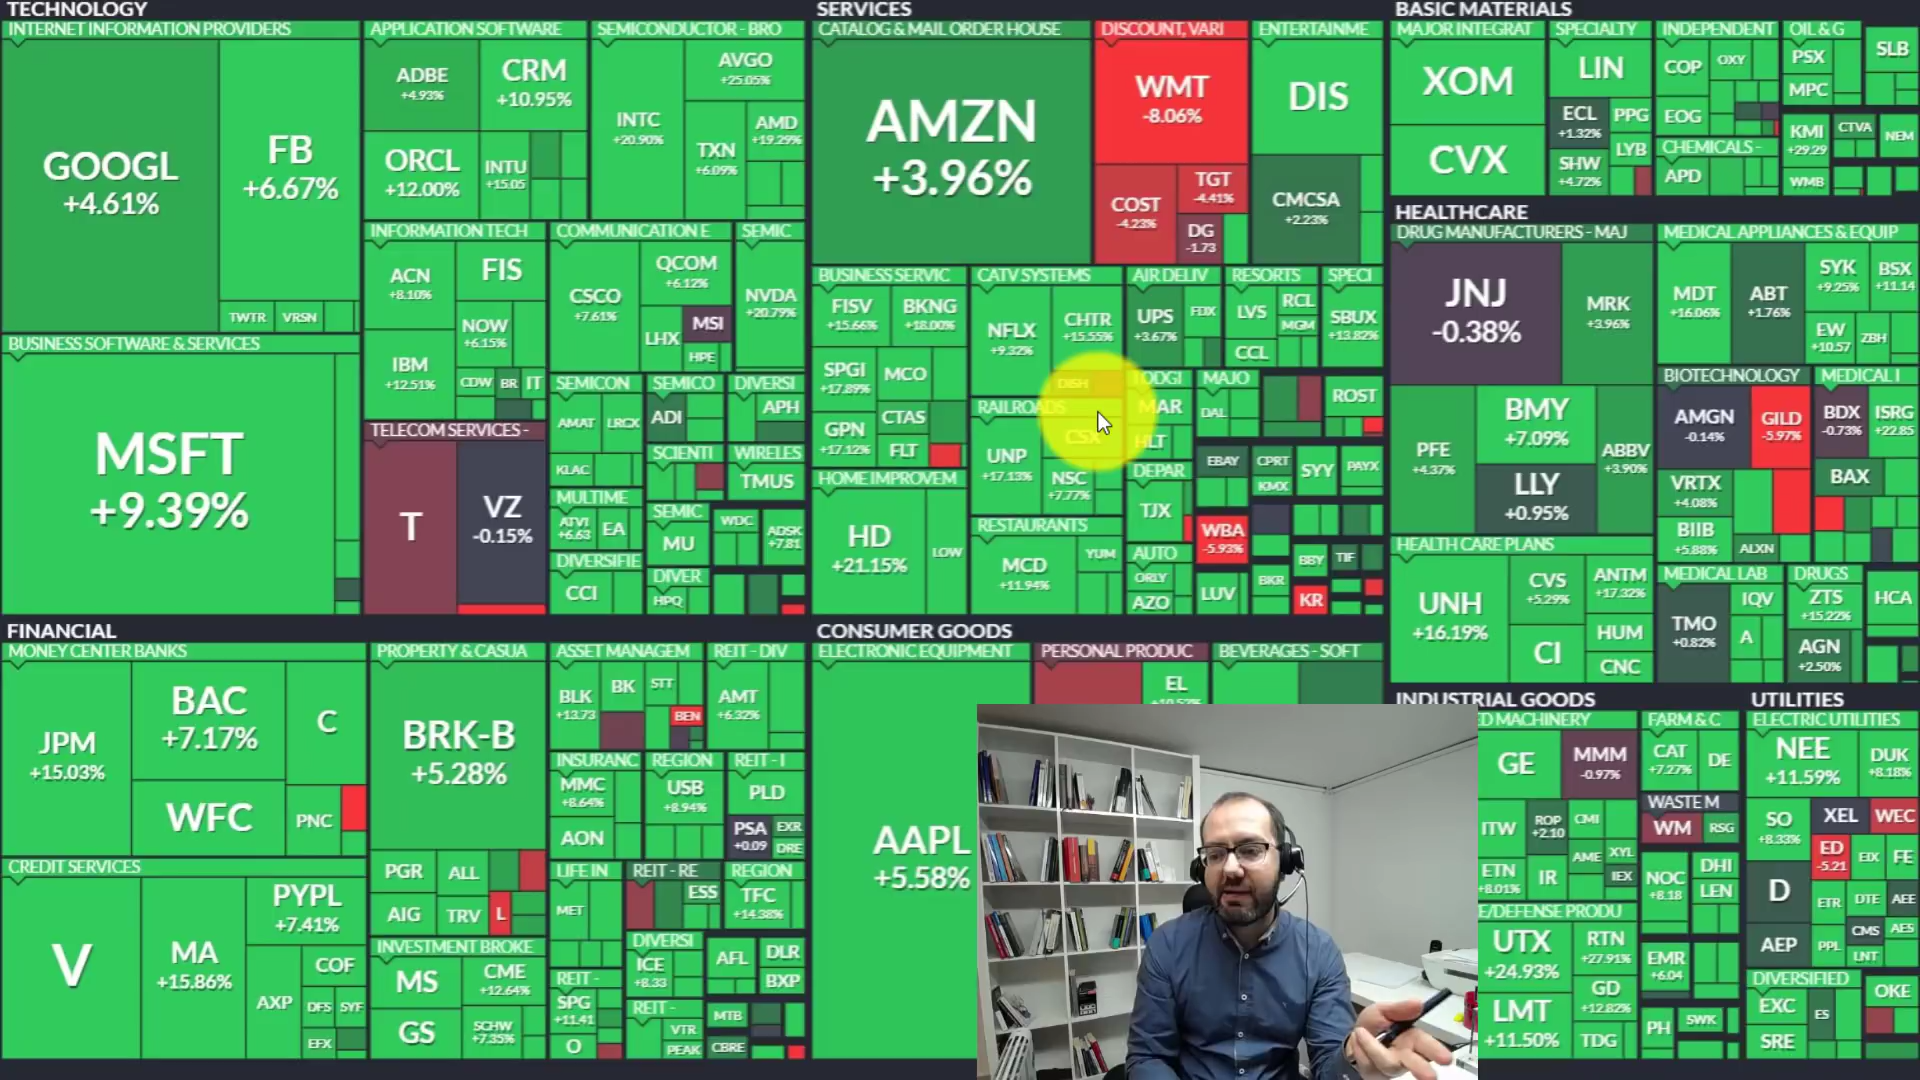 TECHNOLOGY
INTERNET INFORMATION PROVIDERS
GOOGL
+4.61%
FB
+6.67%
TWTR
VRSN
APPLICATION SOFTWARE
ADBE
+4.93%
CRM
+10.95%
ORCL
+12.00%
INTU
+15.05
SEMICONDUCTOR - BRO
INTC
+20.90%
AVGO
+25.05%
TXN
+6.09%
AMD
+19.29%
BUSINESS SOFTWARE & SERVICES
MSFT
+9.39%
INFORMATION TECH
ACN
+8.10%
FIS
IBM
+12.51%
NOW
+6.15%
CDW
BR
IT
COMMUNICATION E
CSCO
+7.61%
QCOM
+6.12%
LHX
MSI
HPE
SEMIC
NVDA
+20.79%
TELECOM SERVICES -
T
VZ
-0.15%
SEMICON
AMAT
LRCX
KLAC
SEMICO
ADI
DIVERSI
APH
SCIENTI
WIRELES
TMUS
MULTIME
ATVI
+6.63
EA
SEMIC
MU
WDC
ADSK
+7.81
DIVERSIFIE
CCI
DIVER
HPQ
SERVICES
CATALOG & MAIL ORDER HOUSE
AMZN
+3.96%
DISCOUNT, VARI
WMT
-8.06%
COST
-4.23%
TGT
-4.41%
DG
-1.73
ENTERTAINME
DIS
CMCSA
+2.23%
BUSINESS SERVIC
FISV
+15.66%
BKNG
+18.00%
SPGI
+17.89%
MCO
GPN
+17.12%
CTAS
FLT
CATV SYSTEMS
NFLX
+9.32%
CHTR
+15.55%
DISH
AIR DELIV
UPS
+3.67%
FDX
RESORTS
LVS
RCL
MGM
CCL
SPECI
SBUX
+13.82%
RAILROADS
UNP
+17.13%
CSX
NSC
+7.77%
LODGI
MAR
HLT
MAJO
DAL
ROST
HOME IMPROVEM
HD
+21.15%
LOW
RESTAURANTS
MCD
+11.94%
YUM
DEPAR
TJX
AUTO
ORLY
AZO
EBAY
CPRT
KMX
SYY
PAYX
WBA
-5.93%
LUV
BKR
BBY
TIF
KR
BASIC MATERIALS
MAJOR INTEGRAT
XOM
CVX
SPECIALTY
LIN
ECL
+1.32%
PPG
SHW
+4.72%
LYB
INDEPENDENT
COP
OXY
EOG
CHEMICALS -
APD
OIL & G
PSX
MPC
SLB
KMI
+29.29
CTVA
NEM
WMB
HEALTHCARE
DRUG MANUFACTURERS - MAJ
JNJ
-0.38%
MRK
+3.96%
PFE
+4.37%
BMY
+7.09%
LLY
+0.95%
ABBV
+3.90%
MEDICAL APPLIANCES & EQUIP
MDT
+16.06%
ABT
+1.76%
SYK
+9.25%
BSX
+11.14
EW
+10.57
ZBH
BIOTECHNOLOGY
AMGN
-0.14%
GILD
-5.97%
VRTX
+4.08%
BIIB
+5.88%
ALXN
MEDICAL I
BDX
-0.73%
ISRG
+22.85
BAX
HEALTH CARE PLANS
UNH
+16.19%
CVS
+5.29%
ANTM
+17.32%
CI
HUM
CNC
MEDICAL LAB
TMO
+0.82%
IQV
A
DRUGS
ZTS
+15.22%
AGN
+2.50%
HCA
FINANCIAL
MONEY CENTER BANKS
JPM
+15.03%
BAC
+7.17%
C
WFC
PNC
PROPERTY & CASUA
BRK-B
+5.28%
PGR
ALL
AIG
TRV
L
ASSET MANAGEM
BLK
+13.73
BK
STT
BEN
REIT - DIV
AMT
+6.32%
INSURANC
MMC
+8.64%
AON
REGION
USB
+8.94%
REIT - I
PLD
PSA
+0.09
EXR
DRE
CREDIT SERVICES
V
MA
+15.86%
PYPL
+7.41%
AXP
COF
DFS
SYF
EFX
INVESTMENT BROKE
MS
CME
+12.64%
GS
SCHW
+7.35%
LIFE IN
MET
REIT - RE
ESS
REGION
TFC
+14.38%
DIVERSI
ICE
+8.33
AFL
DLR
BXP
REIT -
SPG
+11.41
O
REIT -
VTR
PEAK
MTB
CBRE
CONSUMER GOODS
ELECTRONIC EQUIPMENT
AAPL
+5.58%
PERSONAL PRODUC
EL
+10.52%
BEVERAGES - SOFT
INDUSTRIAL GOODS
ED MACHINERY
GE
MMM
-0.97%
ITW
ROP
+2.10
CMI
ETN
+8.01%
IR
AME
XYL
IEX
FARM & C
CAT
+7.27%
DE
WASTE M
WM
RSG
E/DEFENSE PRODU
UTX
+24.93%
RTN
+27.91%
LMT
+11.50%
GD
+12.82%
TDG
NOC
+8.18
DHI
LEN
EMR
+6.04
PH
SWK
UTILITIES
ELECTRIC UTILITIES
NEE
+11.59%
DUK
+8.18%
SO
+8.33%
XEL
WEC
ED
-5.21
EIX
FE
D
ETR
DTE
AEE
AEP
PPL
CMS
AES
LNT
DIVERSIFIED
EXC
ES
SRE
OKE